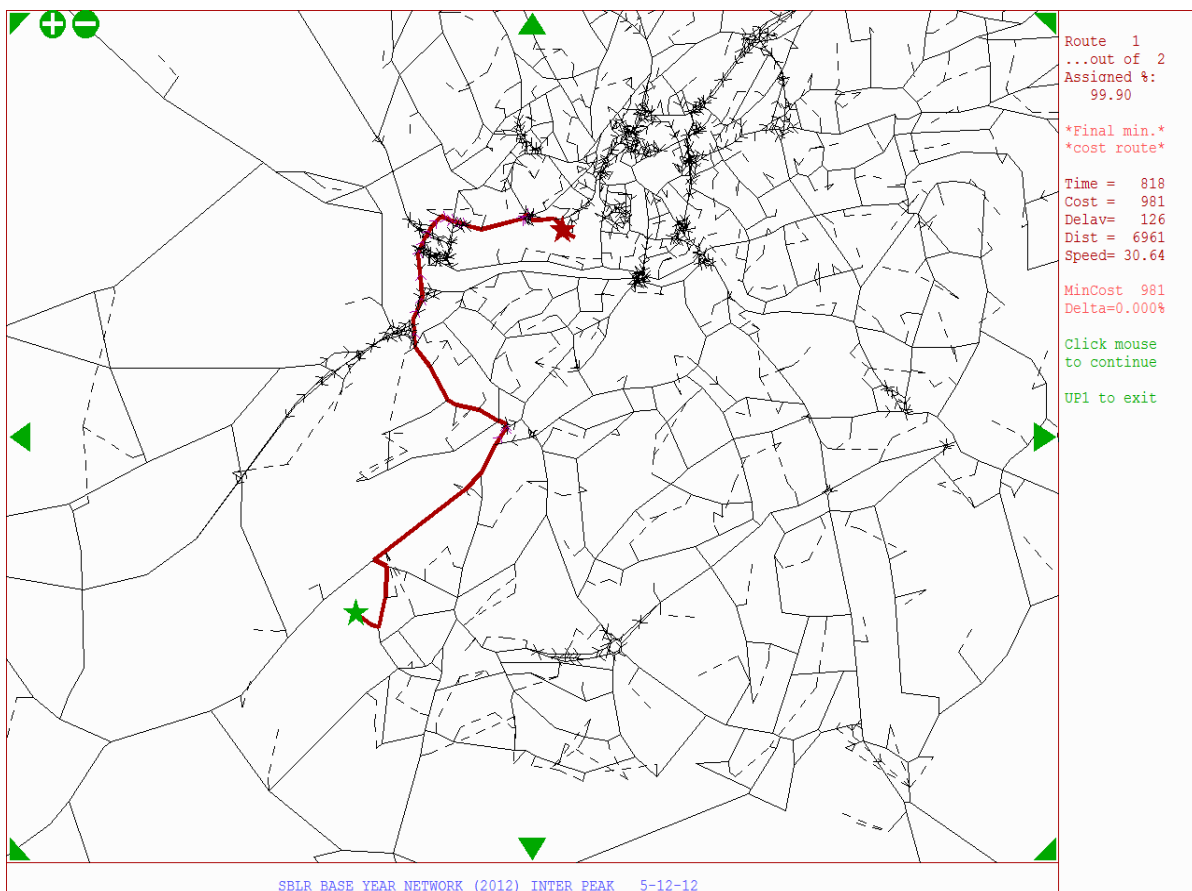 Route 1
...out of 2
Assigned %:
99.90
*Final min.*
*cost route*
Time = 818
Cost = 981
Delay= 126
Dist = 6961
Speed= 30.64
MinCost 981
Delta=0.000%
Click mouse
to continue
UP1 to exit
SBLR BASE YEAR NETWORK (2012) INTER PEAK 5-12-12